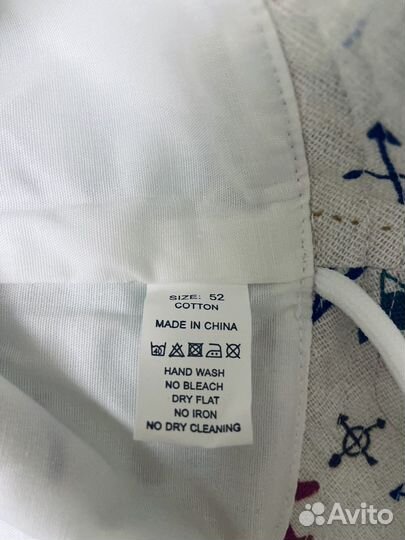 SIZE: 52
COTTON
MADE IN CHINA
HAND WASH
NO BLEACH
DRY FLAT
NO IRON
NO DRY CLEANING
Avito